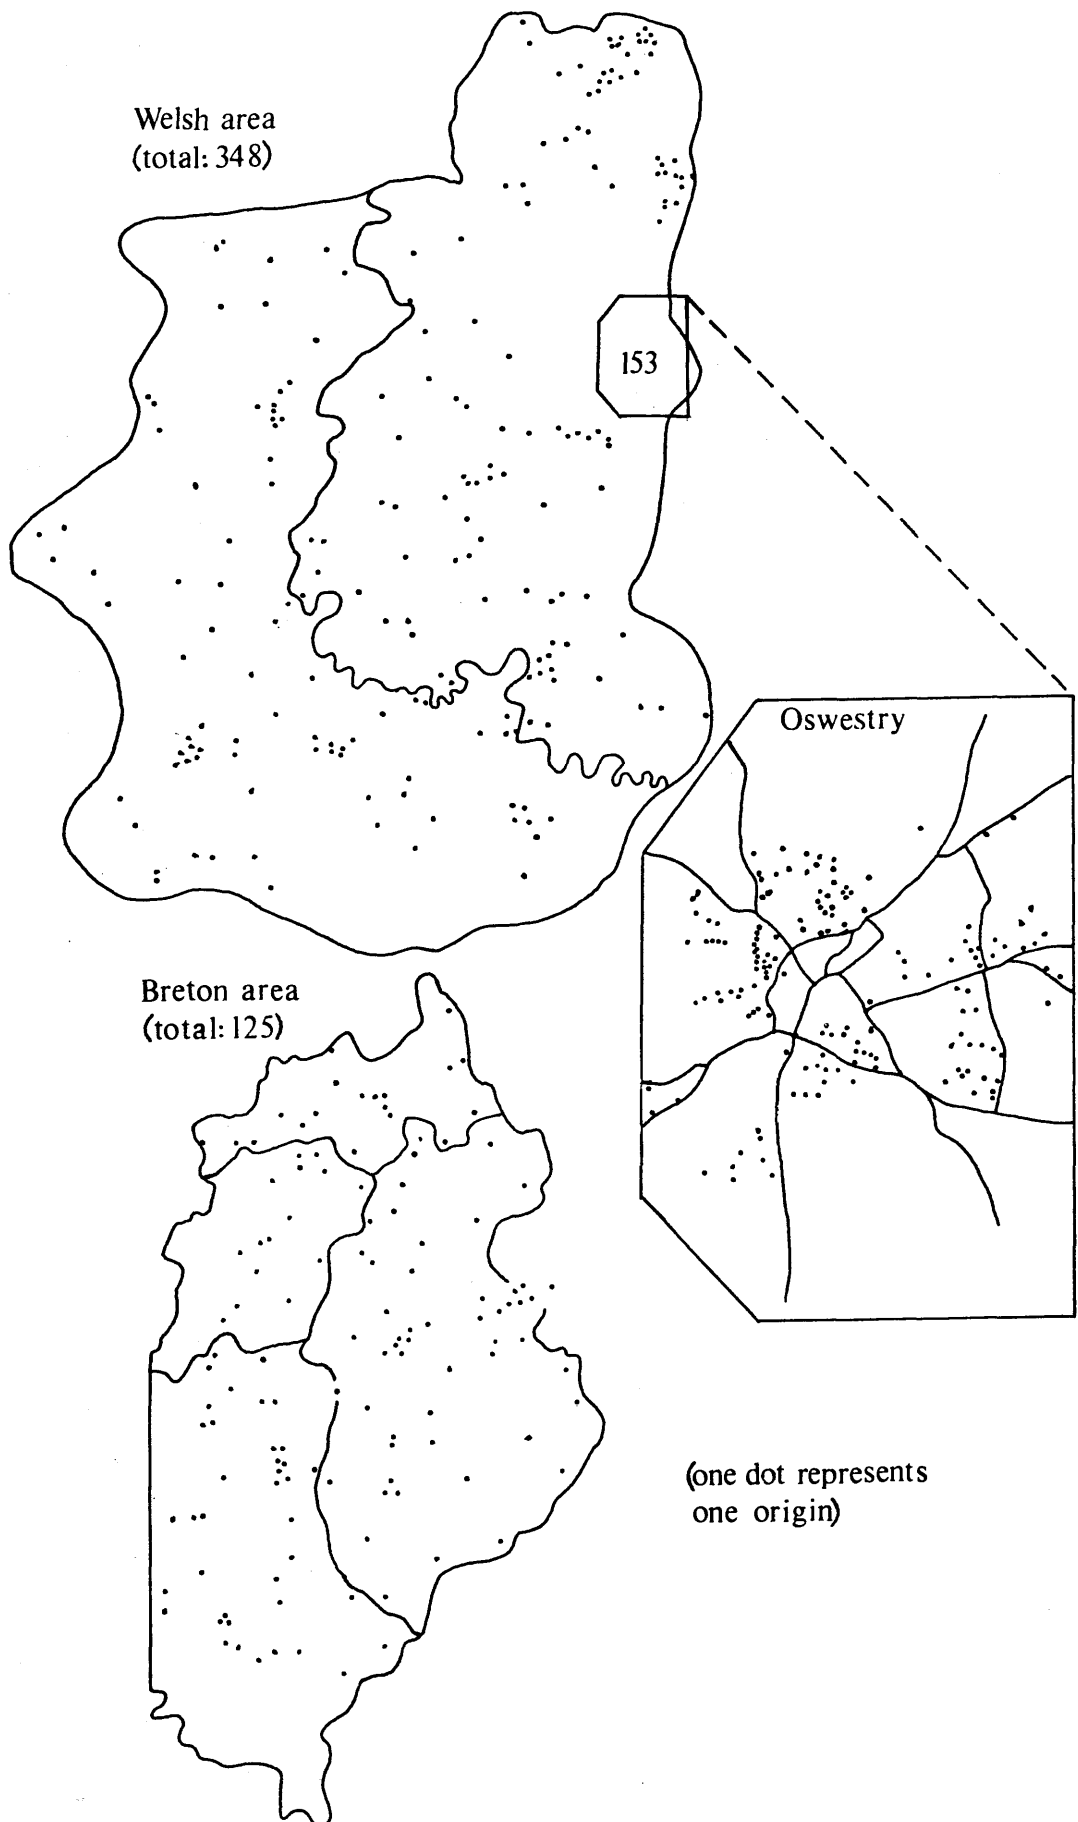 Welsh area
(total: 348)
153
Oswestry
Breton area
(total: 125)
(one dot represents
one origin)